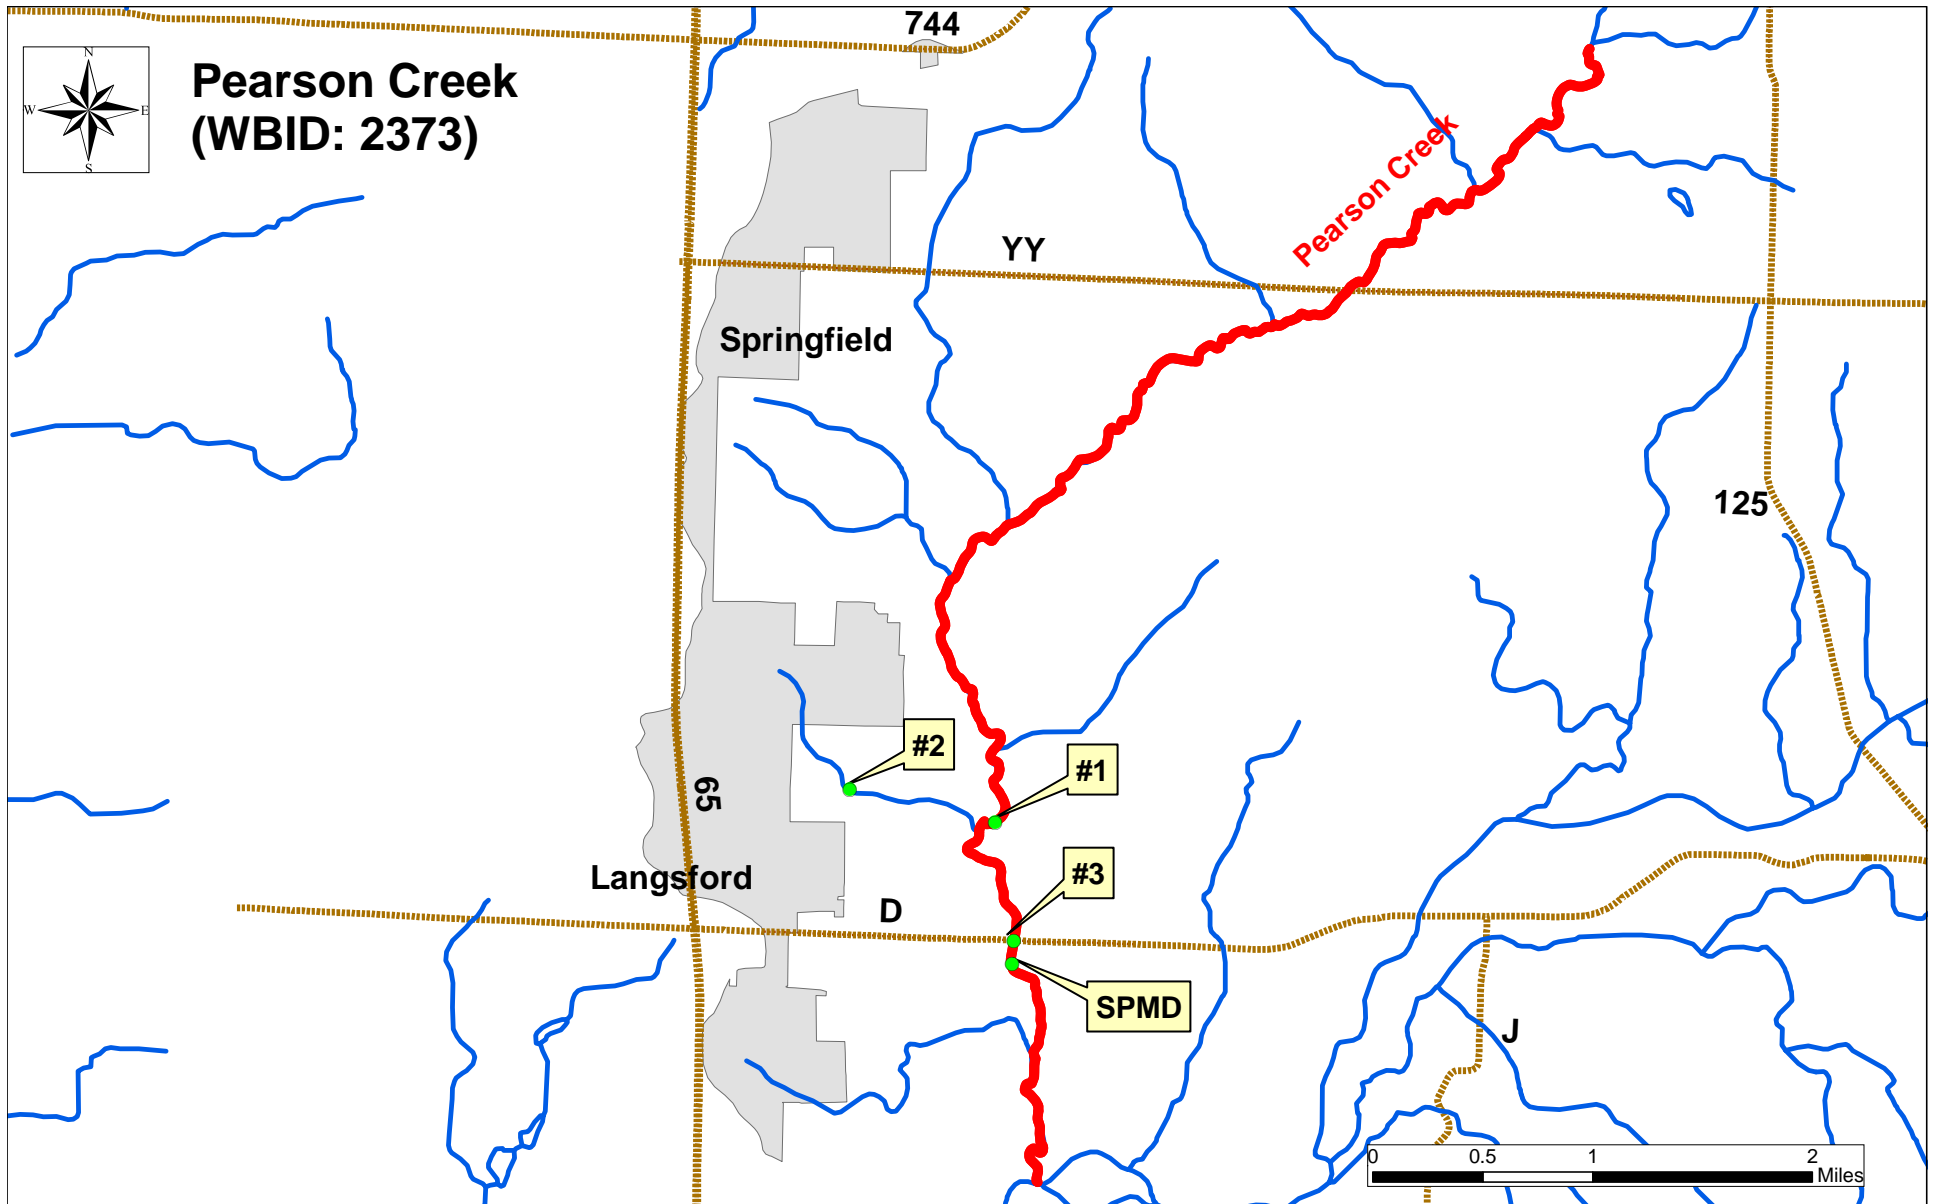 744
N
W
E
S
Pearson Creek
(WBID: 2373)
Pearson Creek
YY
Springfield
125
#2
#1
65
#3
Langsford
D
SPMD
J
0
0.5
1
2
Miles